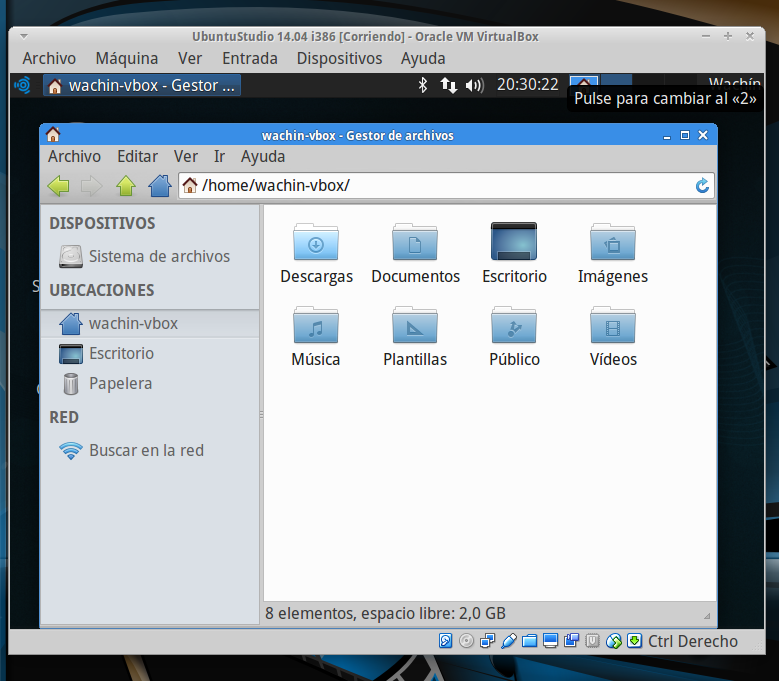 UbuntuStudio 14.04 i386 [Corriendo] - Oracle VM VirtualBox
Archivo Máquina Ver Entrada Dispositivos Ayuda
wachin-vbox - Gestor ... 20:30:22 Wachín
Pulse para cambiar al «2»
wachin-vbox - Gestor de archivos
Archivo Editar Ver Ir Ayuda
/home/wachin-vbox/
DISPOSITIVOS
Sistema de archivos
UBICACIONES
wachin-vbox
Escritorio
Papelera
RED
Buscar en la red
Descargas Documentos Escritorio Imágenes
Música Plantillas Público Vídeos
8 elementos, espacio libre: 2,0 GB
Ctrl Derecho